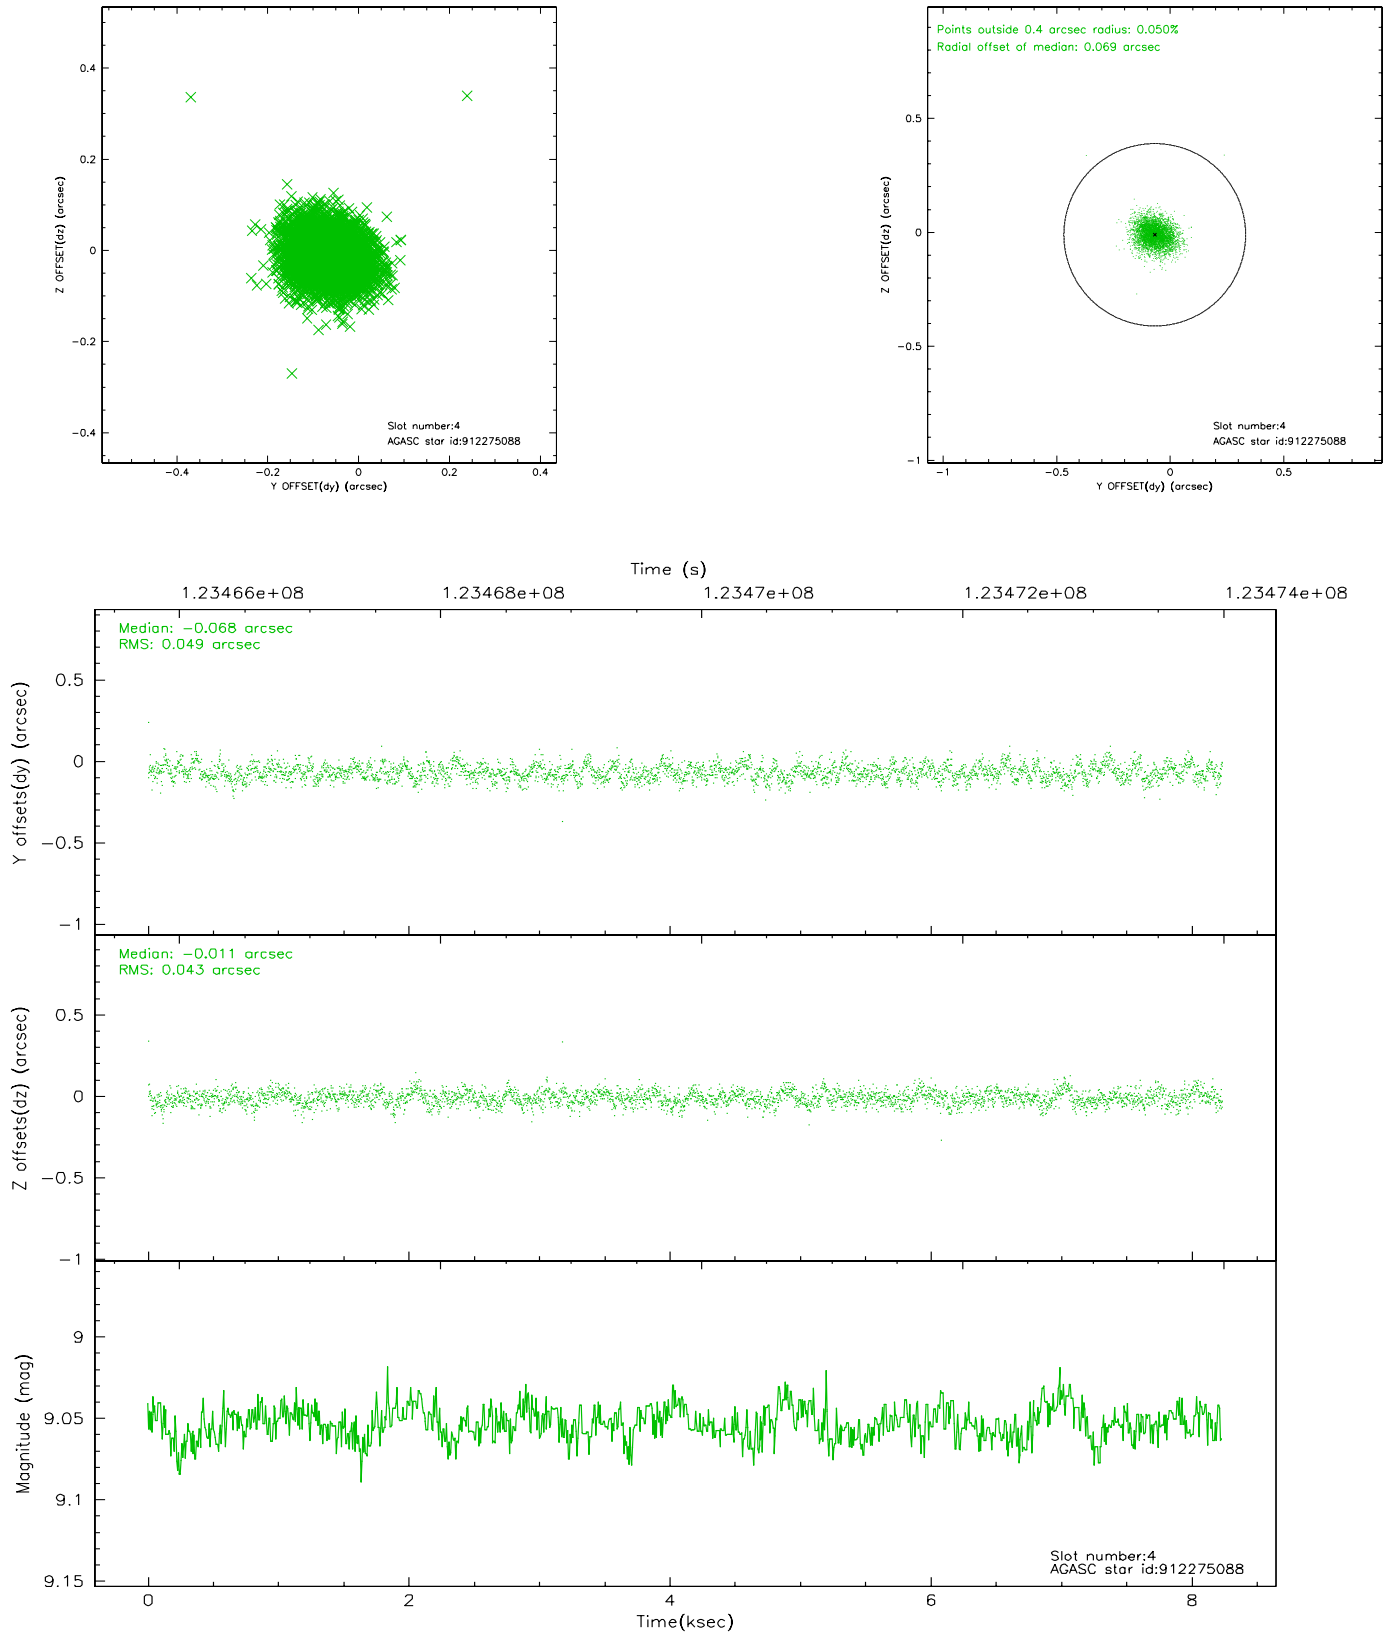 0.4
0.2
0
−0.2
−0.4
Z OFFSET(dz) (arcsec)
−0.4 −0.2 0 0.2 0.4
Y OFFSET(dy) (arcsec)
Slot number:4
AGASC star id:912275088
Points outside 0.4 arcsec radius: 0.050%
Radial offset of median: 0.069 arcsec
0.5
0
−0.5
−1
Z OFFSET(dz) (arcsec)
−1 −0.5 0 0.5
Y OFFSET(dy) (arcsec)
Slot number:4
AGASC star id:912275088
Time (s)
1.23466e+08 1.23468e+08 1.2347e+08 1.23472e+08 1.23474e+08
Median: −0.068 arcsec
RMS: 0.049 arcsec
0.5
0
−0.5
−1
Y offsets(dy) (arcsec)
Median: −0.011 arcsec
RMS: 0.043 arcsec
0.5
0
−0.5
−1
Z offsets(dz) (arcsec)
9
9.05
9.1
9.15
Magnitude (mag)
Slot number:4
AGASC star id:912275088
0 2 4 6 8
Time(ksec)